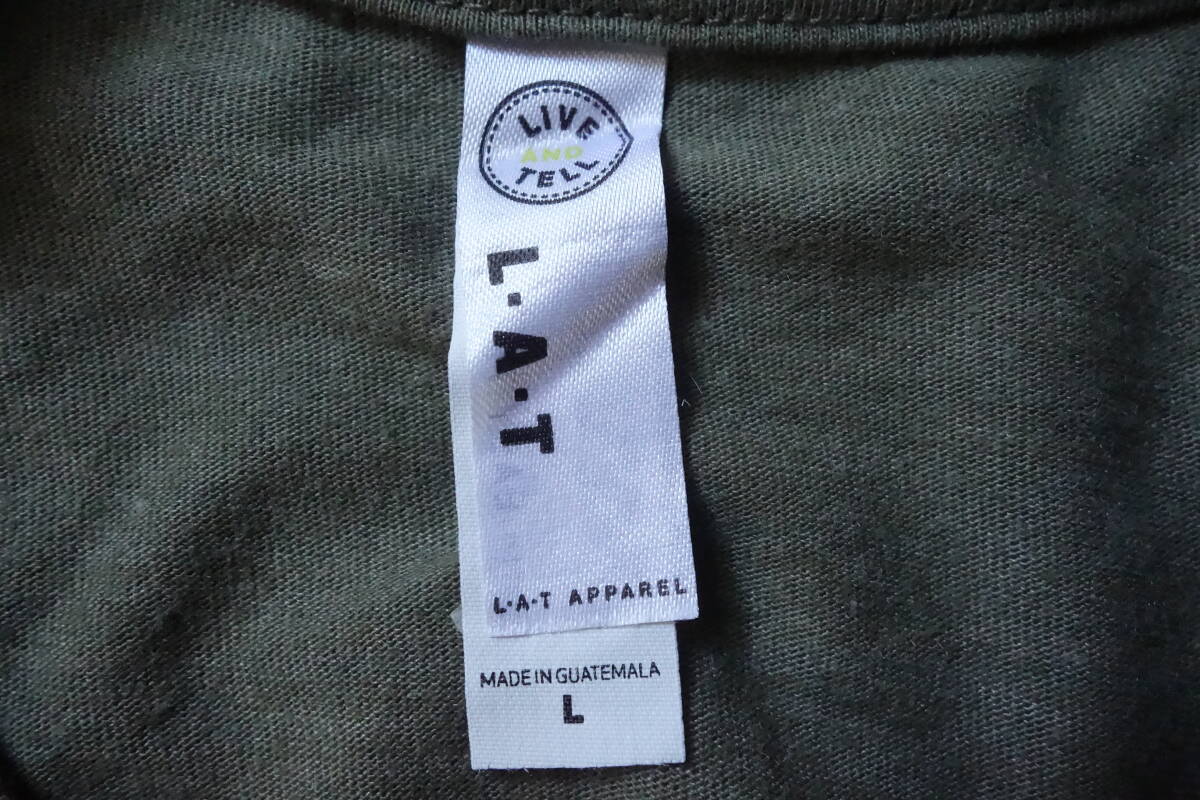 LIVE
AND
TELL
L·A·T
L·A·T APPAREL
MADE IN GUATEMALA
L